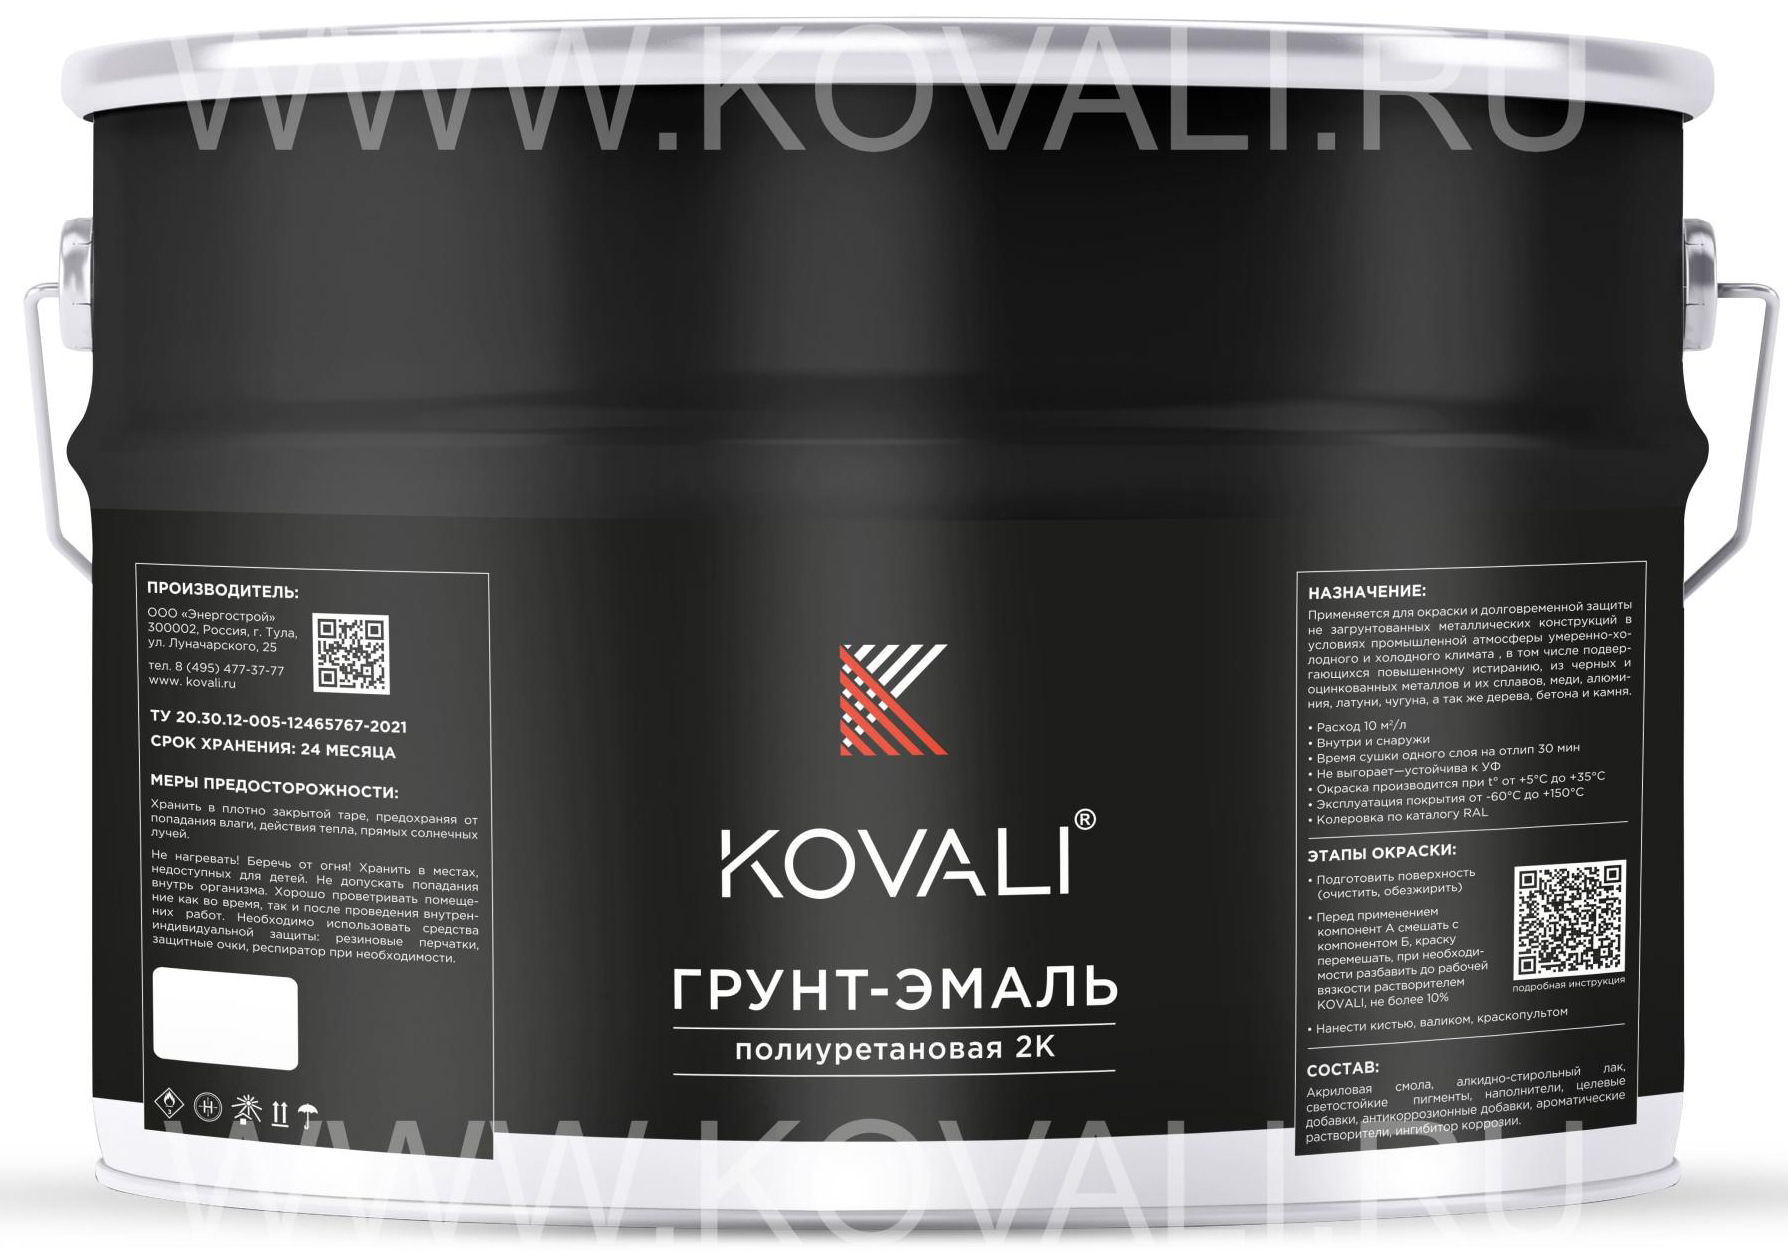 WWW.KOVALI.RU
ПРОИЗВОДИТЕЛЬ:
ООО «Энергострой»
300002, Россия, г. Тула,
ул. Луначарского, 25
тел. 8 (495) 477-37-77
www. kovali.ru
ТУ 20.30.12-005-12465767-2021
СРОК ХРАНЕНИЯ: 24 МЕСЯЦА
МЕРЫ ПРЕДОСТОРОЖНОСТИ:
Хранить в плотно закрытой таре, предохраняя от
попадания влаги, действия тепла, прямых солнечных
лучей.
Не нагревать! Беречь от огня! Хранить в местах,
недоступных для детей. Не допускать попадания
внутрь организма. Хорошо проветривать помеще-
ние как во время, так и после проведения внутрен-
них работ. Необходимо использовать средства
индивидуальной защиты: резиновые перчатки,
защитные очки, респиратор при необходимости.
3
Н
KOVALI®
ГРУНТ-ЭМАЛЬ
полиуретановая 2К
НАЗНАЧЕНИЕ:
Применяется для окраски и долговременной защиты
не загрунтованных металлических конструкций в
условиях промышленной атмосферы умеренно-хо-
лодного и холодного климата , в том числе подвер-
гающихся повышенному истиранию, из черных и
оцинкованных металлов и их сплавов, меди, алюми-
ния, латуни, чугуна, а так же дерева, бетона и камня.
• Расход 10 м²/л
• Внутри и снаружи
• Время сушки одного слоя на отлип 30 мин
• Не выгорает—устойчива к УФ
• Окраска производится при t° от +5°С до +35°С
• Эксплуатация покрытия от -60°С до +150°С
• Колеровка по каталогу RAL
ЭТАПЫ ОКРАСКИ:
• Подготовить поверхность
(очистить, обезжирить)
• Перед применением
компонент А смешать с
компонентом Б, краску
перемешать, при необходи-
мости разбавить до рабочей
вязкости растворителем
KOVALI, не более 10%
подробная инструкция
• Нанести кистью, валиком, краскопультом
СОСТАВ:
Акриловая смола, алкидно-стирольный лак,
светостойкие пигменты, наполнители, целевые
добавки, антикоррозионные добавки, ароматические
растворители, ингибитор коррозии.
WWW.KOVALI.RU